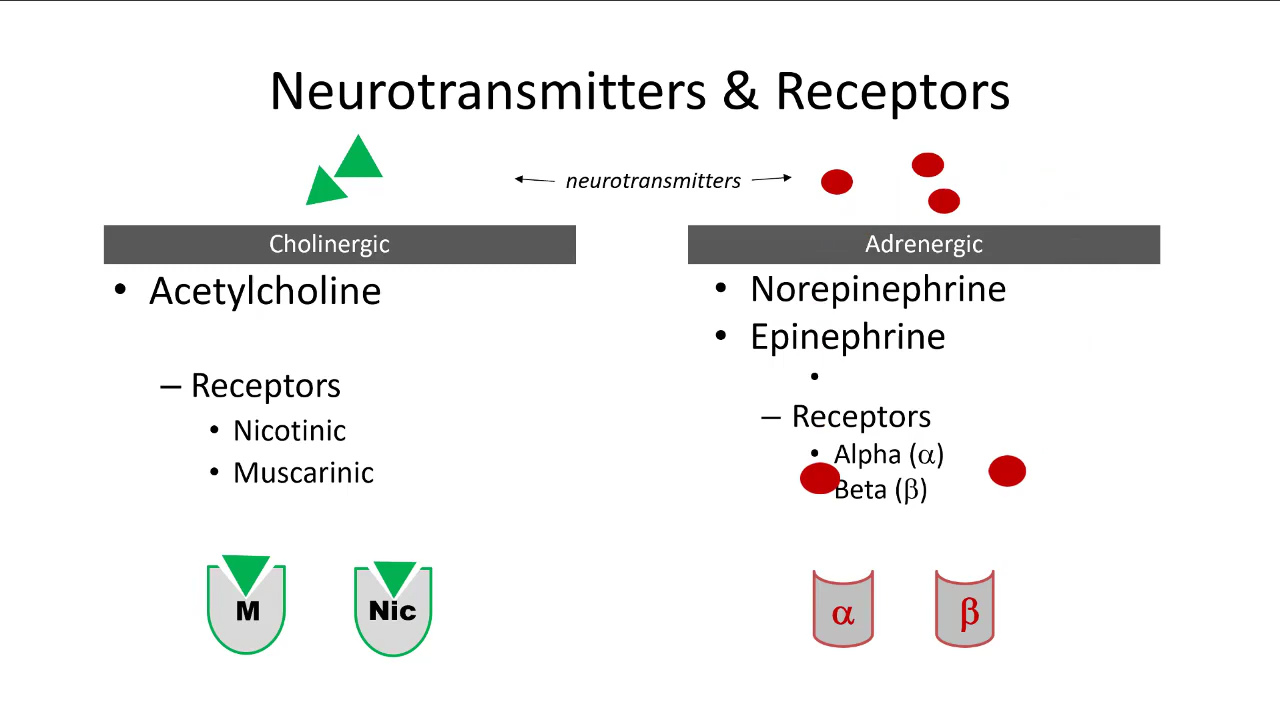 Neurotransmitters & Receptors
neurotransmitters
Cholinergic
• Acetylcholine
– Receptors
• Nicotinic
• Muscarinic
M
Nic
Adrenergic
• Norepinephrine
• Epinephrine
•
– Receptors
• Alpha (α)
Beta (β)
α
β